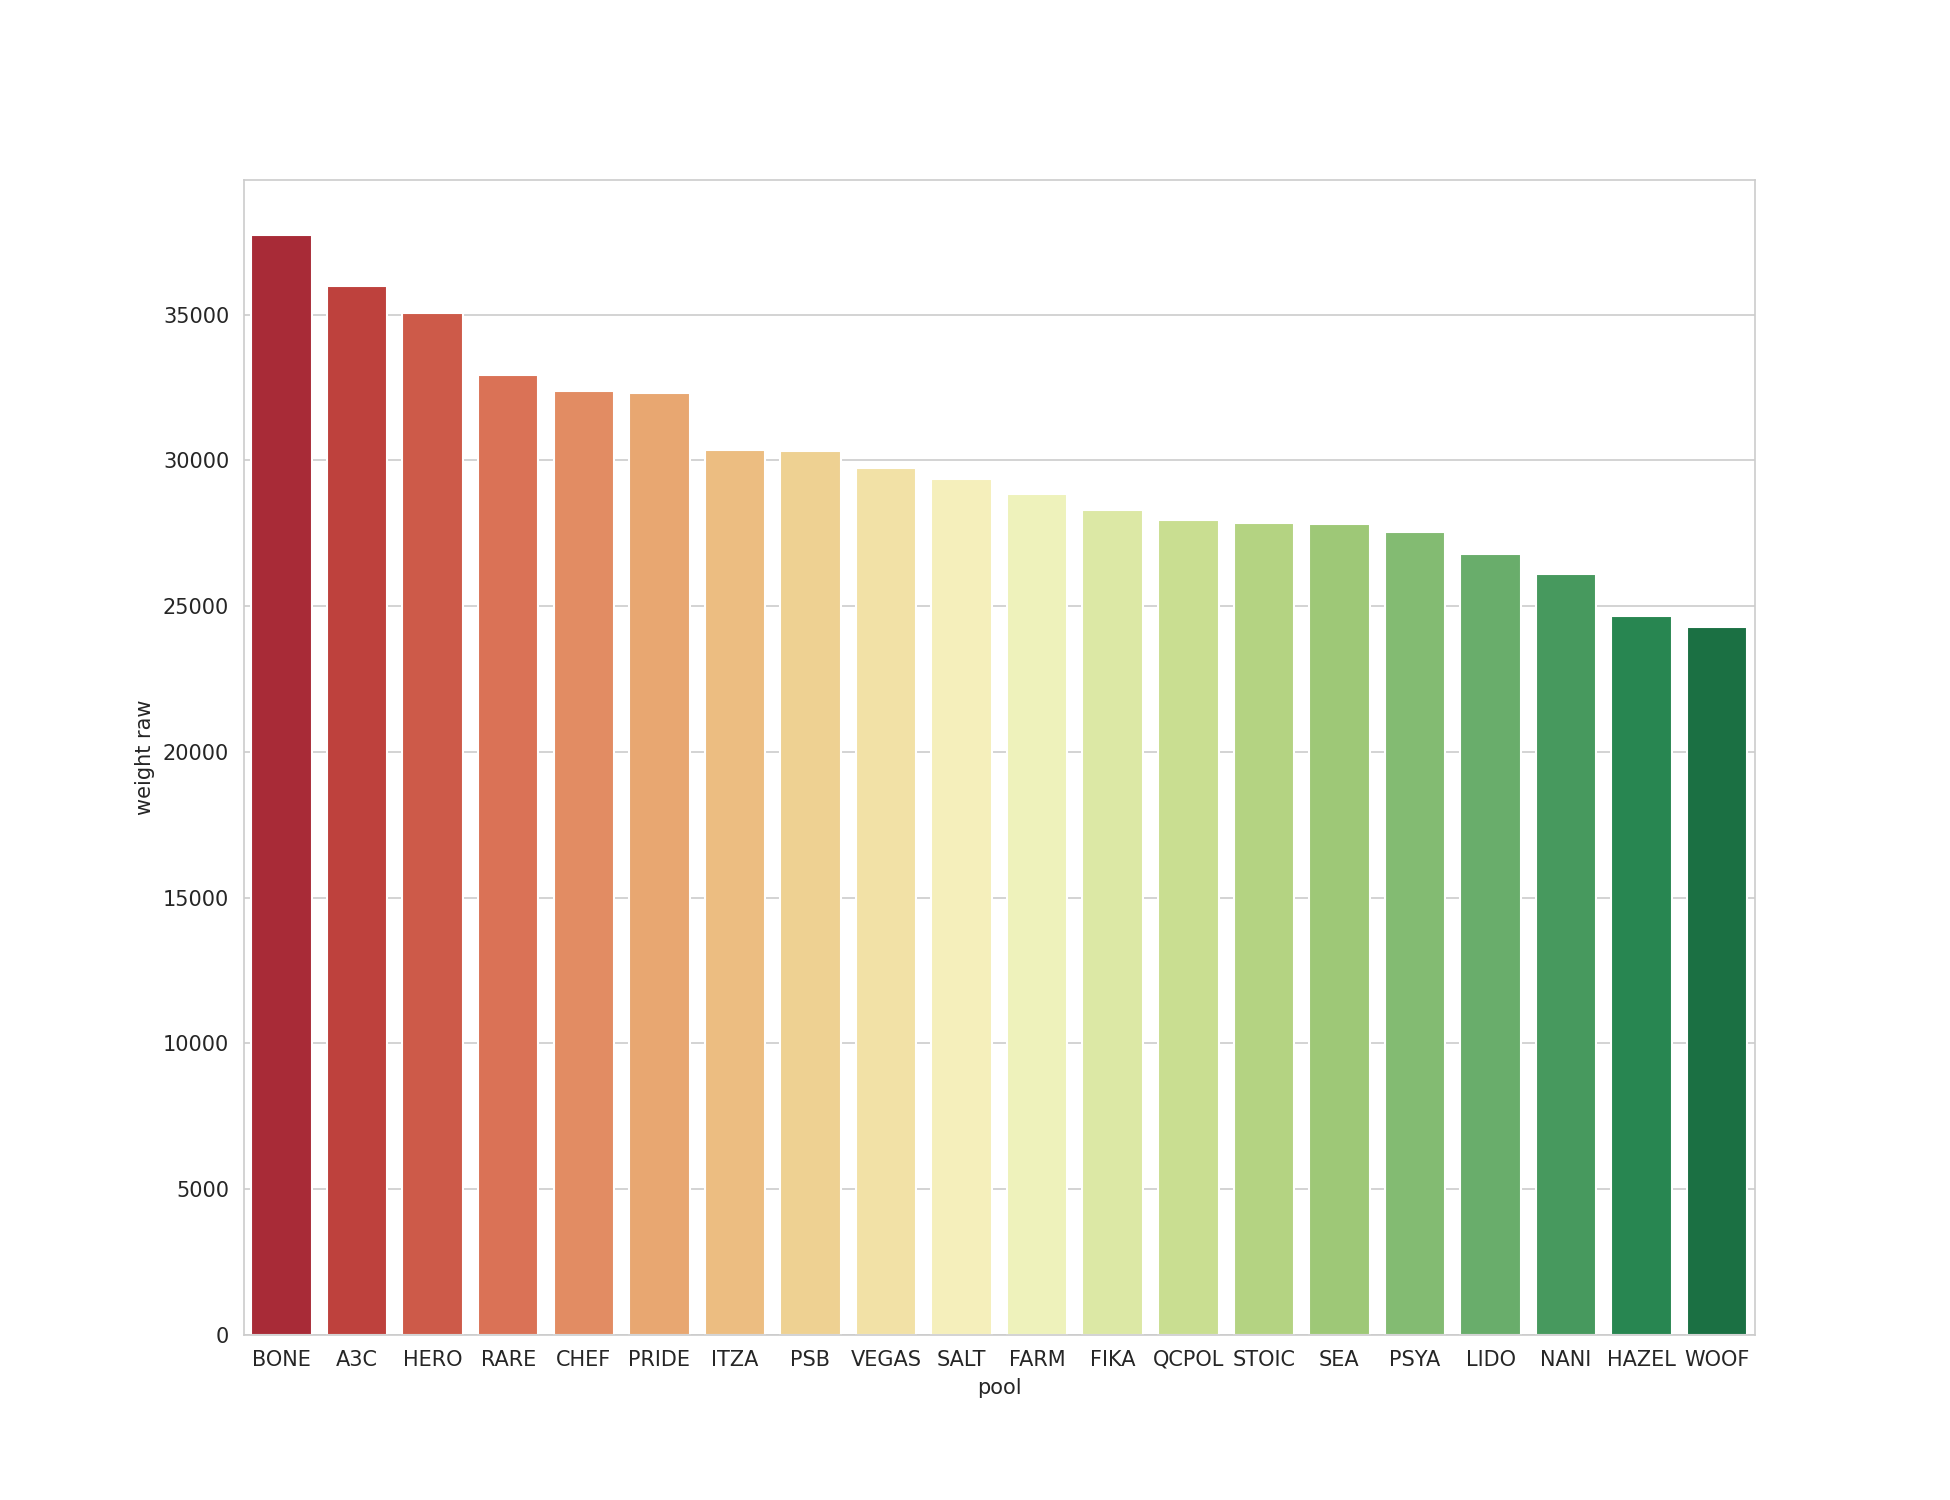 35000
30000
25000
20000
15000
10000
5000
0
weight raw
BONE A3C HERO RARE CHEF PRIDE ITZA PSB VEGAS SALT FARM FIKA QCPOL STOIC SEA PSYA LIDO NANI HAZEL WOOF
pool